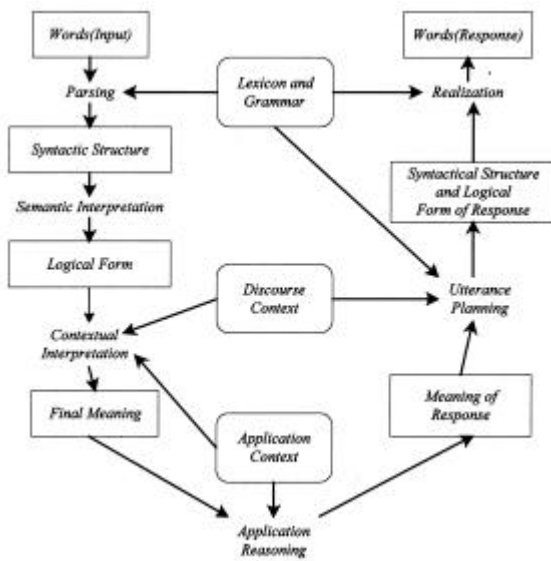 Words(Input)
Words(Response)
Parsing
Lexicon and
Grammar
Realization
Syntactic Structure
Syntactical Structure
and Logical
Form of Response
Semantic Interpretation
Logical Form
Discourse
Context
Utterance
Planning
Contextual
Interpretation
Final Meaning
Meaning of
Response
Application
Context
Application
Reasoning